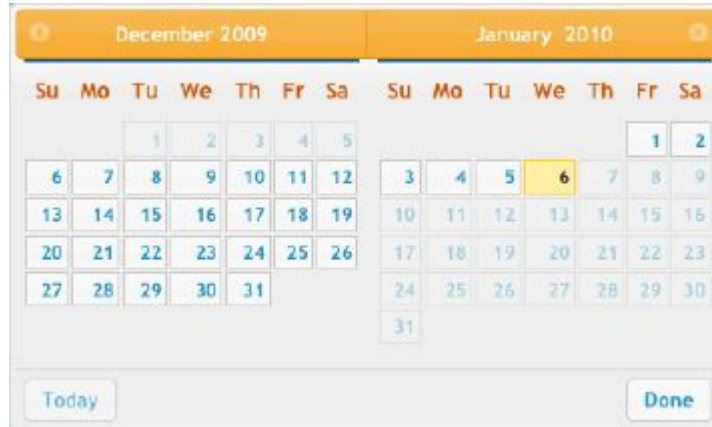 December 2009 January 2010
Su Mo Tu We Th Fr Sa Su Mo Tu We Th Fr Sa
1 2 3 4 5 1 2
6 7 8 9 10 11 12 3 4 5 6 7 8 9
13 14 15 16 17 18 19 10 11 12 13 14 15 16
20 21 22 23 24 25 26 17 18 19 20 21 22 23
27 28 29 30 31 24 25 26 27 28 29 30
31
Today Done